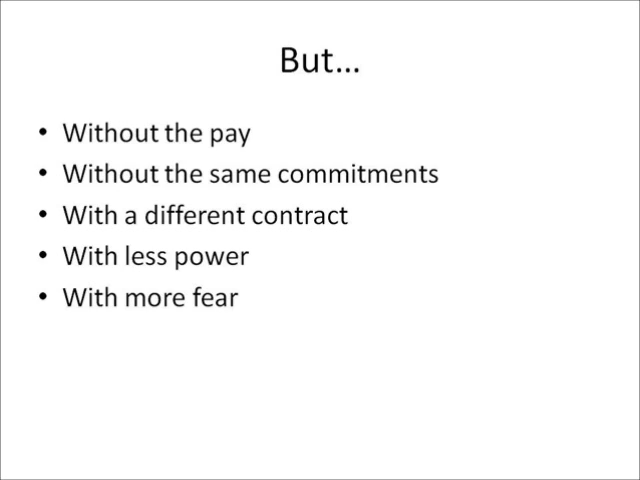 But...
• Without the pay
• Without the same commitments
• With a different contract
• With less power
• With more fear